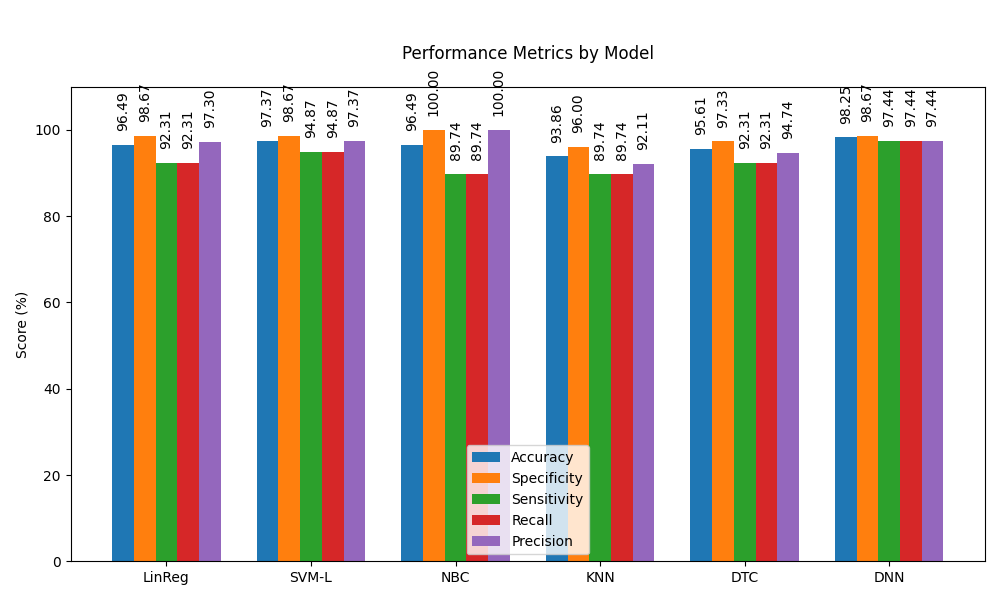 Performance Metrics by Model
Score (%)
100
80
60
40
20
0
96.49 98.67 92.31 92.31 97.30
97.37 98.67 94.87 94.87 97.37
96.49 100.00 89.74 89.74 100.00
93.86 96.00 89.74 89.74 92.11
95.61 97.33 92.31 92.31 94.74
98.25 98.67 97.44 97.44 97.44
Accuracy
Specificity
Sensitivity
Recall
Precision
LinReg SVM-L NBC KNN DTC DNN